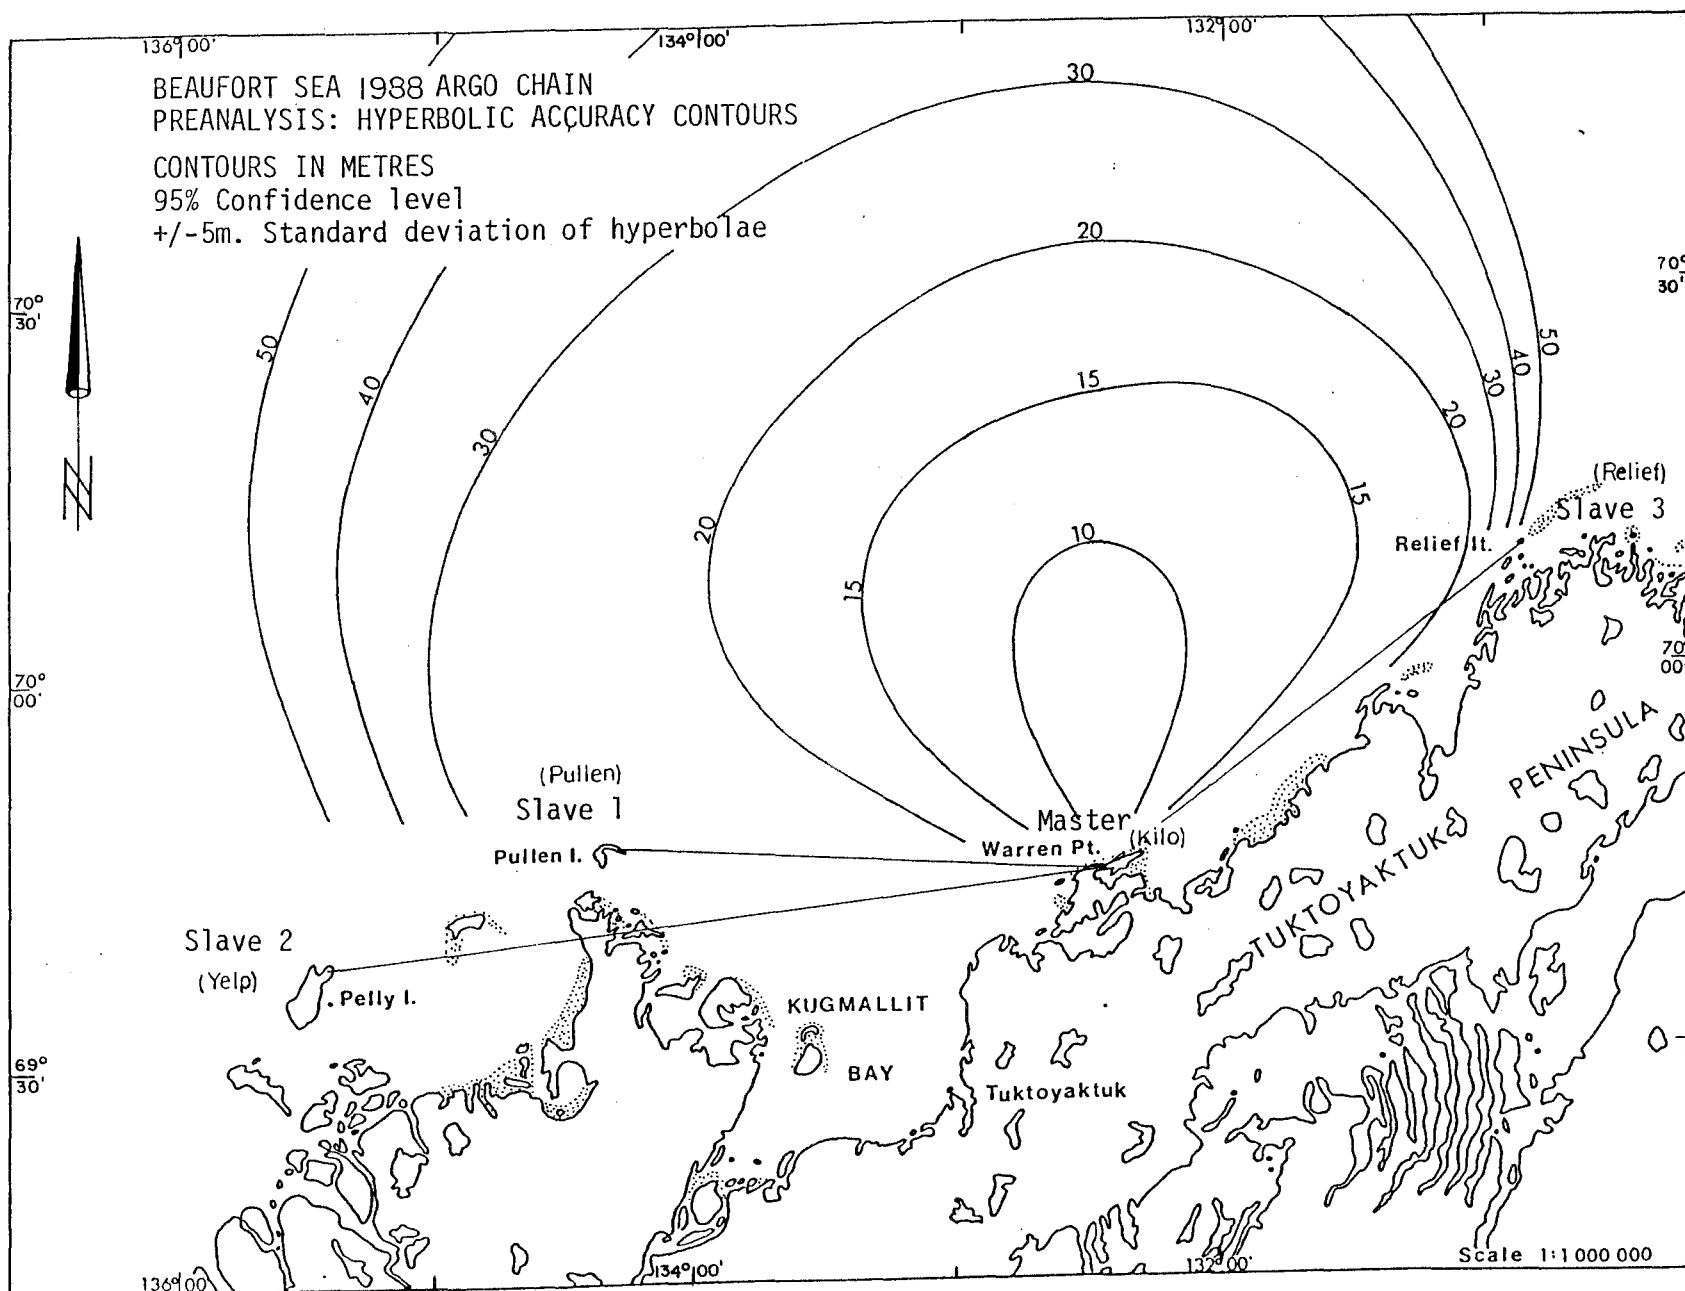 136°00'
134°00'
132°00'
BEAUFORT SEA 1988 ARGO CHAIN
PREANALYSIS: HYPERBOLIC ACCURACY CONTOURS
CONTOURS IN METRES
95% Confidence level
+/-5m. Standard deviation of hyperbolae
30
20
15
10
70°
30'
70°
30'
50
40
30
20
15
15
20
30
40
50
N
(Relief)
Slave 3
Relief It.
70°
00'
70°
00'
(Pullen)
Slave 1
Pullen I.
Master
(Kilo)
Warren Pt.
Slave 2
(Yelp)
Pelly I.
TUKTOYAKTUK
PENINSULA
KUGMALLIT
BAY
Tuktoyaktuk
69°
30'
Scale 1:1 000 000
136°00
134°00'
132°00'